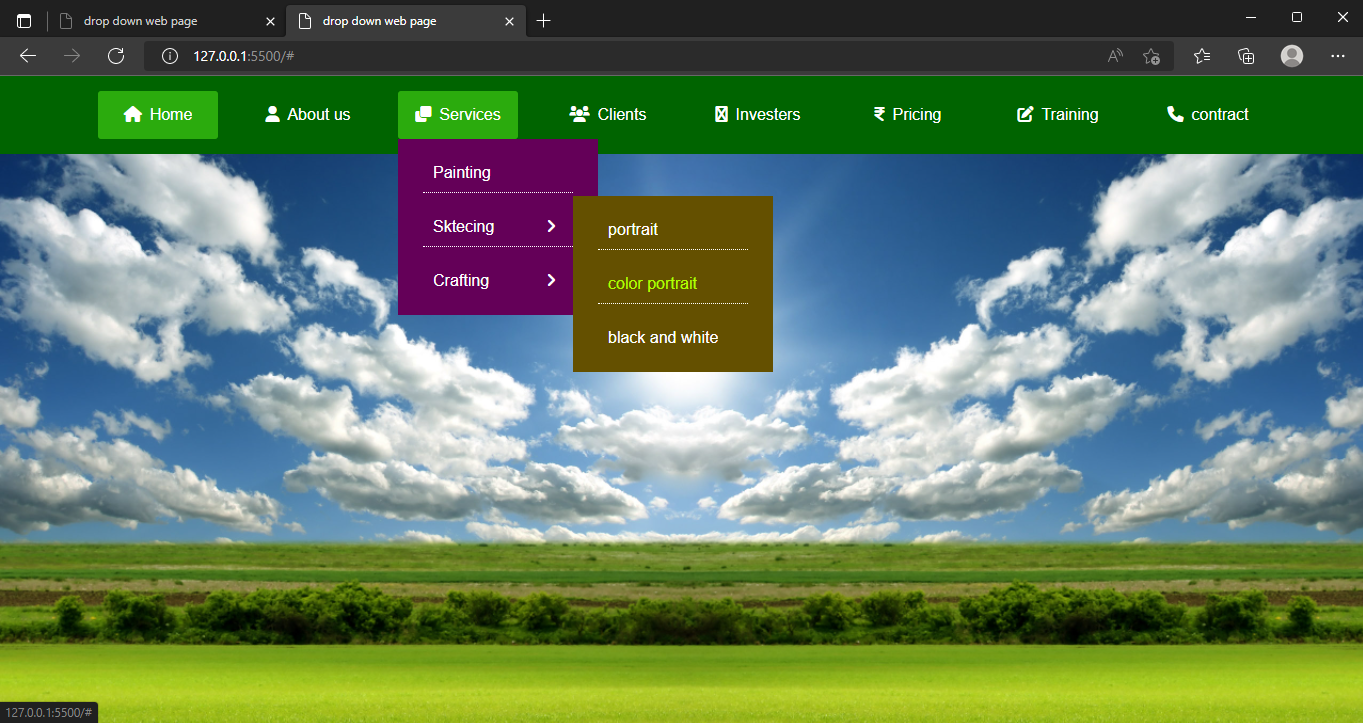 drop down web page
drop down web page
127.0.0.1:5500/#
Home About us Services Clients Investers Pricing Training contract
Painting
Sktecing
portrait
Crafting
color portrait
black and white
127.0.0.1:5500/#